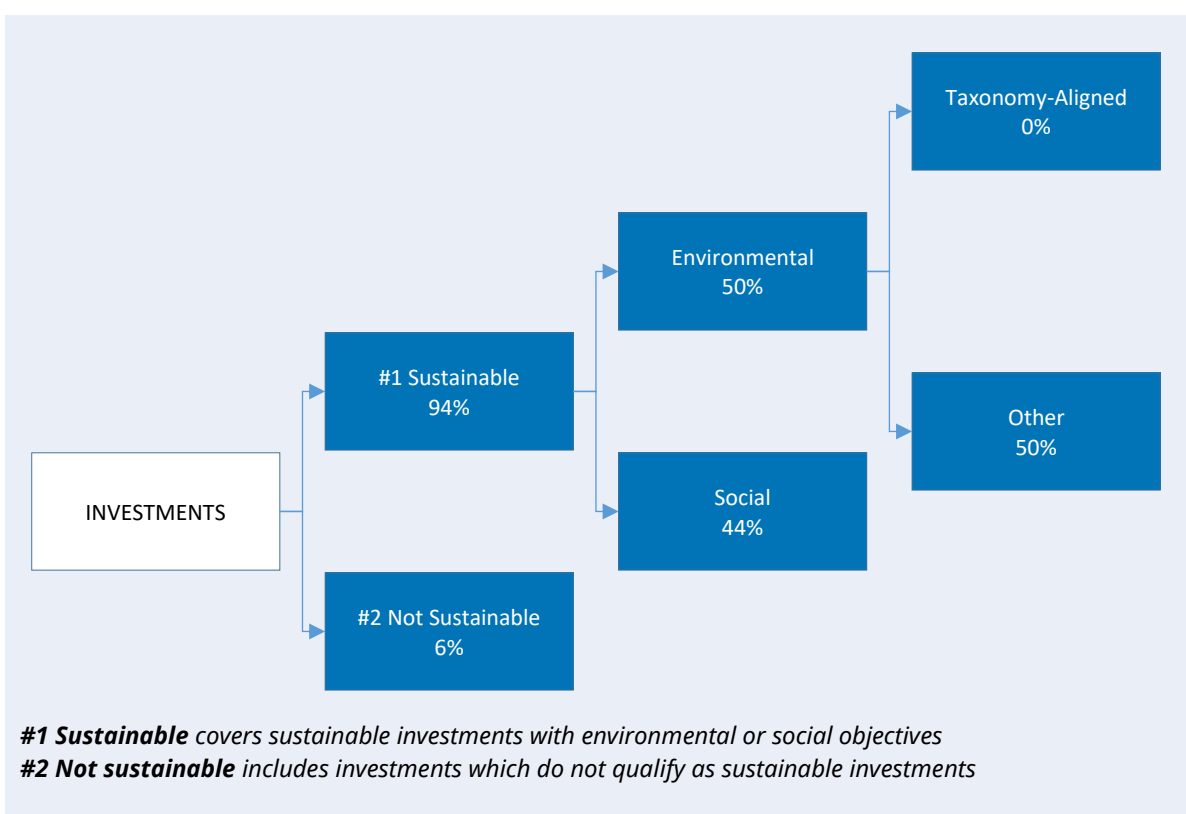 Taxonomy-Aligned
0%
Environmental
50%
#1 Sustainable
94%
Other
50%
INVESTMENTS
Social
44%
#2 Not Sustainable
6%
#1 Sustainable covers sustainable investments with environmental or social objectives
#2 Not sustainable includes investments which do not qualify as sustainable investments